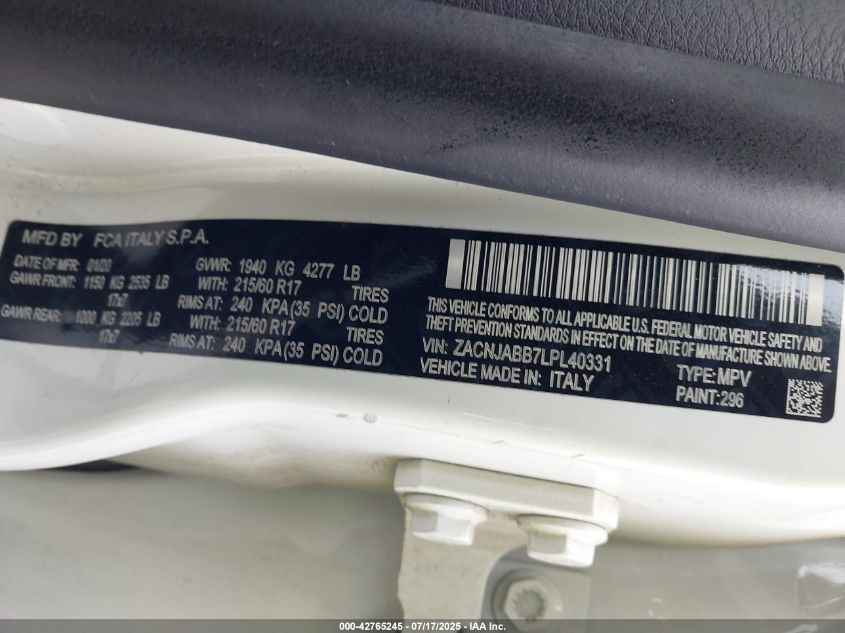 MFD BY FCA ITALY S.P.A.
DATE OF MFR 01/20 GVWR: 1940 KG 4277 LB
GAWR FRONT: 1150 KG 2535 LB WITH: 215/60 R17 TIRES
17x7 RIMS AT: 240 KPA (35 PSI) COLD
GAWR REAR: 1000 KG 2205 LB WITH: 215/60 R17 TIRES
17x7 RIMS AT: 240 KPA (35 PSI) COLD
THIS VEHICLE CONFORMS TO ALL APPLICABLE U.S. FEDERAL MOTOR VEHICLE SAFETY AND
THEFT PREVENTION STANDARDS IN EFFECT ON THE DATE OF MANUFACTURE SHOWN ABOVE
VIN: ZACNJABB7LPL40331 TYPE: MPV
VEHICLE MADE IN: ITALY PAINT: 296
000-42765245 - 07/17/2025 - IAA Inc.